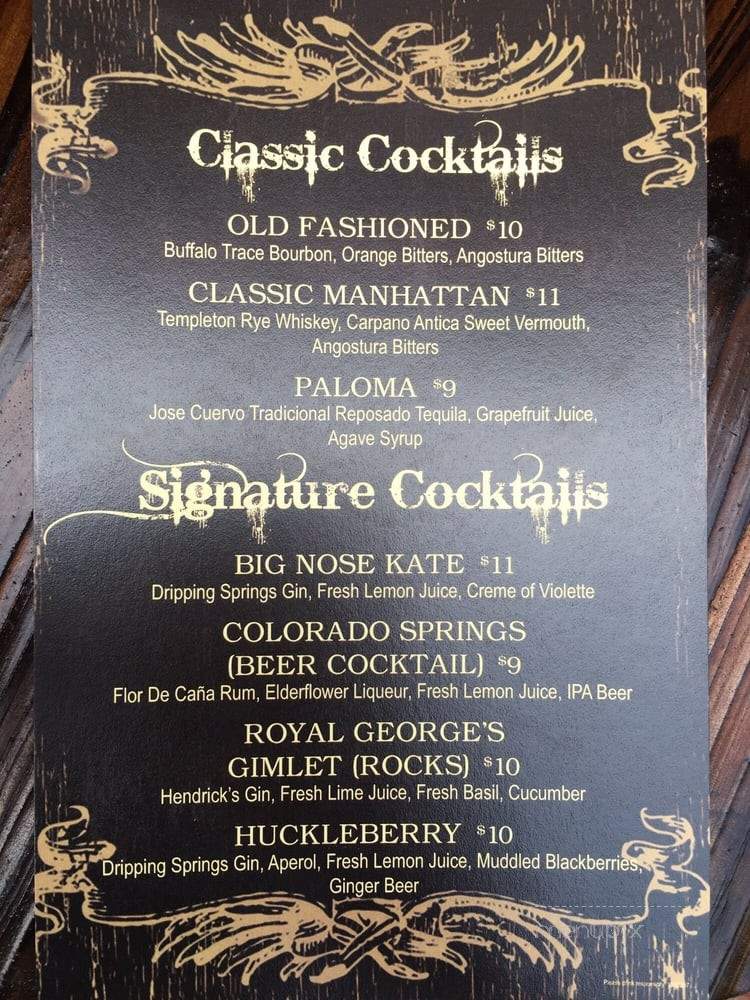 Classic Cocktails
OLD FASHIONED $10
Buffalo Trace Bourbon, Orange Bitters, Angostura Bitters
CLASSIC MANHATTAN $11
Templeton Rye Whiskey, Carpano Antica Sweet Vermouth,
Angostura Bitters
PALOMA $9
Jose Cuervo Tradicional Reposado Tequila, Grapefruit Juice,
Agave Syrup
Signature Cocktails
BIG NOSE KATE $11
Dripping Springs Gin, Fresh Lemon Juice, Creme of Violette
COLORADO SPRINGS
(BEER COCKTAIL) $9
Flor De Caña Rum, Elderflower Liqueur, Fresh Lemon Juice, IPA Beer
ROYAL GEORGE'S
GIMLET (ROCKS) $10
Hendrick's Gin, Fresh Lime Juice, Fresh Basil, Cucumber
HUCKLEBERRY $10
Dripping Springs Gin, Aperol, Fresh Lemon Juice, Muddled Blackberries,
Ginger Beer
menupix